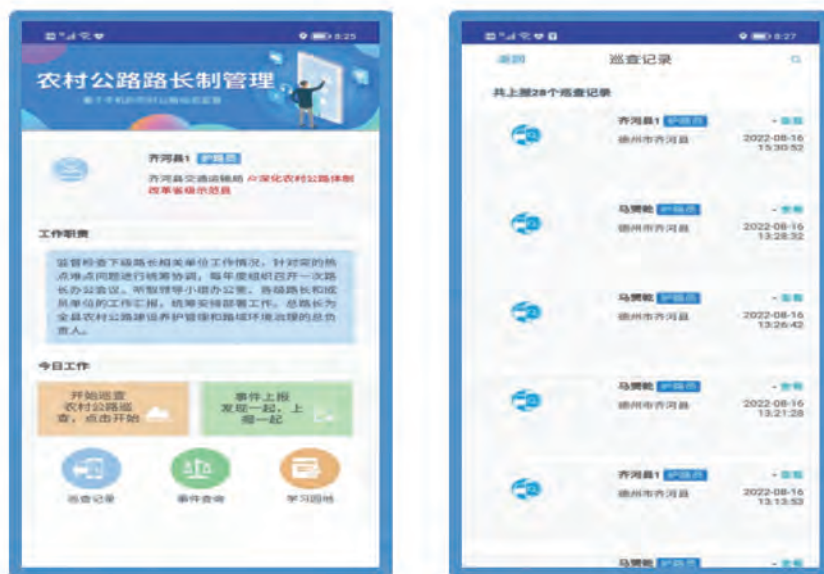 8:25
农村公路路长制管理
齐河县1 护路员
齐河县交通运输局 深化农村公路体制
改革省级示范县
工作职责
监督检查下级路长相关单位工作情况，针对突的热
点难点问题进行统筹协调，每年度组织召开一次路
长办公会议，听取领导小组办公室、各级路长和成
员单位的工作汇报，统筹安排部署工作。总路长为
全县农村公路建设养护管理和路域环境治理的总负
责人。
今日工作
开始巡查
农村公路巡
查，点击开始
事件上报
发现一起，上
报一起
巡查记录
事件查询
学习园地
8:27
返回
巡查记录
共上报28个巡查记录
齐河县1 护路员
- 查看
德州市齐河县
2022-08-16
15:30:52
护路员
- 查看
德州市齐河县
2022-08-16
13:28:32
护路员
- 查看
德州市齐河县
2022-08-16
13:26:42
护路员
- 查看
德州市齐河县
2022-08-16
13:21:28
齐河县1 护路员
- 查看
德州市齐河县
2022-08-16
13:13:53
护路员
- 查看